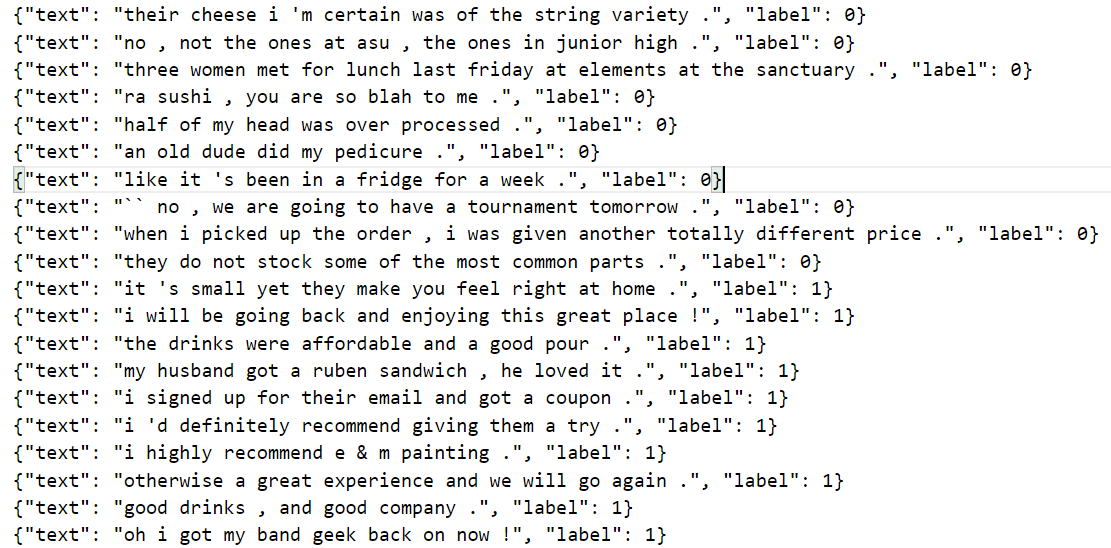 {"text": "their cheese i 'm certain was of the string variety .", "label": 0}
{"text": "no , not the ones at asu , the ones in junior high .", "label": 0}
{"text": "three women met for lunch last friday at elements at the sanctuary .", "label": 0}
{"text": "ra sushi , you are so blah to me .", "label": 0}
{"text": "half of my head was over processed .", "label": 0}
{"text": "an old dude did my pedicure .", "label": 0}
{"text": "like it 's been in a fridge for a week .", "label": 0}
{"text": "`` no , we are going to have a tournament tomorrow .", "label": 0}
{"text": "when i picked up the order , i was given another totally different price .", "label": 0}
{"text": "they do not stock some of the most common parts .", "label": 0}
{"text": "it 's small yet they make you feel right at home .", "label": 1}
{"text": "i will be going back and enjoying this great place !", "label": 1}
{"text": "the drinks were affordable and a good pour .", "label": 1}
{"text": "my husband got a ruben sandwich , he loved it .", "label": 1}
{"text": "i signed up for their email and got a coupon .", "label": 1}
{"text": "i 'd definitely recommend giving them a try .", "label": 1}
{"text": "i highly recommend e & m painting .", "label": 1}
{"text": "otherwise a great experience and we will go again .", "label": 1}
{"text": "good drinks , and good company .", "label": 1}
{"text": "oh i got my band geek back on now !", "label": 1}